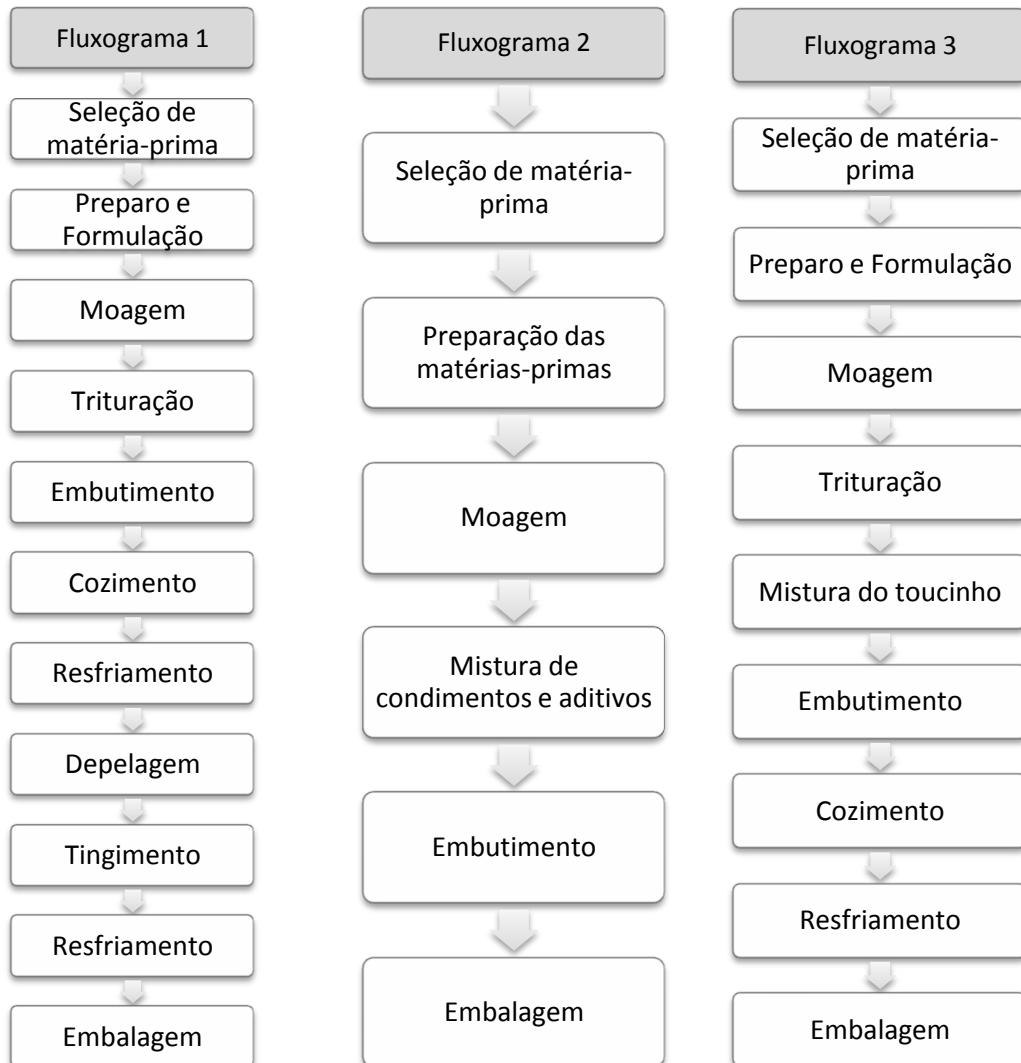 Fluxograma 1
Seleção de
matéria-prima
Preparo e
Formulação
Moagem
Trituração
Embutimento
Cozimento
Resfriamento
Depelagem
Tingimento
Resfriamento
Embalagem
Fluxograma 2
Seleção de matéria-
prima
Preparação das
matérias-primas
Moagem
Mistura de
condimentos e aditivos
Embutimento
Embalagem
Fluxograma 3
Seleção de matéria-
prima
Preparo e Formulação
Moagem
Trituração
Mistura do toucinho
Embutimento
Cozimento
Resfriamento
Embalagem